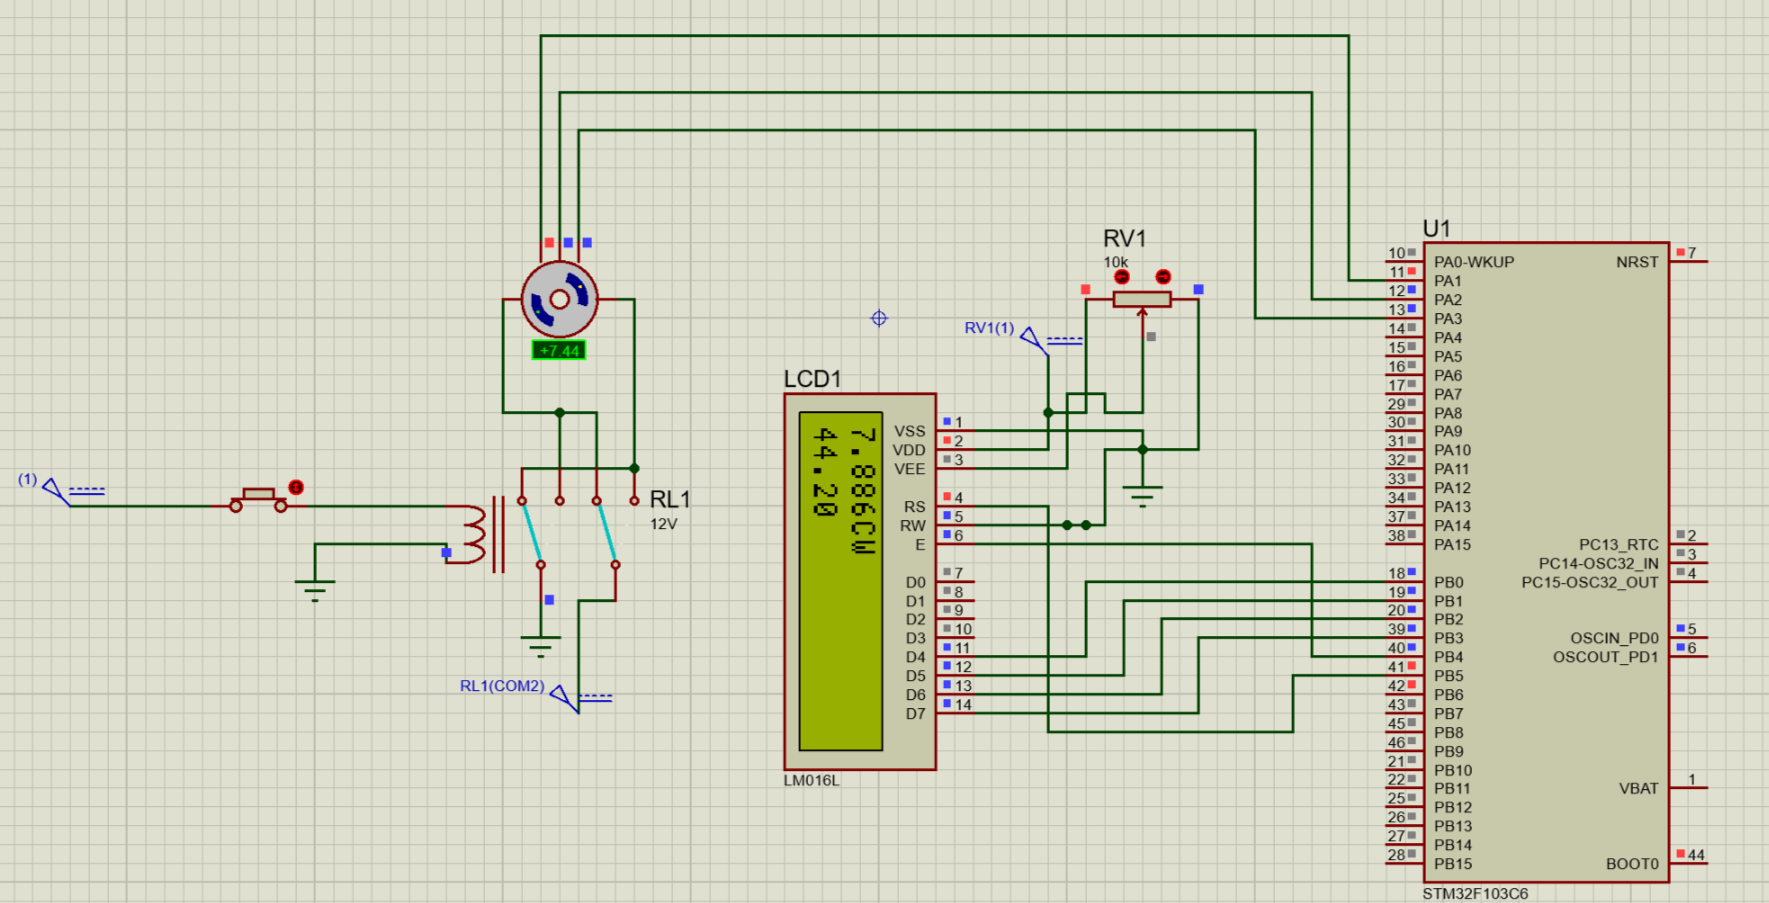 U1
RV1
10k
RV1(1)
+7.44
LCD1
7.886CW
44.20
LM016L
VSS 1
VDD 2
VEE 3
RS 4
RW 5
E 6
D0 7
D1 8
D2 9
D3 10
D4 11
D5 12
D6 13
D7 14
(1)
RL1
12V
RL1(COM2)
10 PA0-WKUP
11 PA1
12 PA2
13 PA3
14 PA4
15 PA5
16 PA6
17 PA7
29 PA8
30 PA9
31 PA10
32 PA11
33 PA12
34 PA13
37 PA14
38 PA15
18 PB0
19 PB1
20 PB2
39 PB3
40 PB4
41 PB5
42 PB6
43 PB7
45 PB8
46 PB9
21 PB10
22 PB11
25 PB12
26 PB13
27 PB14
28 PB15
NRST 7
PC13_RTC 2
PC14-OSC32_IN 3
PC15-OSC32_OUT 4
OSCIN_PD0 5
OSCOUT_PD1 6
VBAT 1
BOOT0 44
STM32F103C6